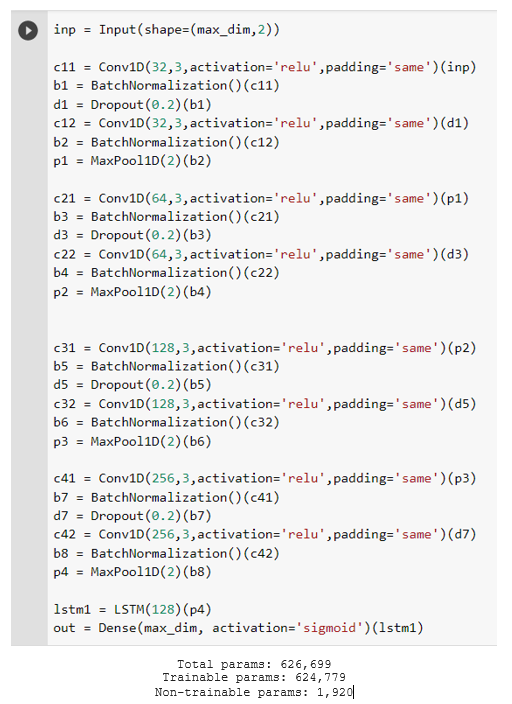 inp = Input(shape=(max_dim,2))
c11 = Conv1D(32,3,activation='relu',padding='same')(inp)
b1 = BatchNormalization()(c11)
d1 = Dropout(0.2)(b1)
c12 = Conv1D(32,3,activation='relu',padding='same')(d1)
b2 = BatchNormalization()(c12)
p1 = MaxPool1D(2)(b2)
c21 = Conv1D(64,3,activation='relu',padding='same')(p1)
b3 = BatchNormalization()(c21)
d3 = Dropout(0.2)(b3)
c22 = Conv1D(64,3,activation='relu',padding='same')(d3)
b4 = BatchNormalization()(c22)
p2 = MaxPool1D(2)(b4)
c31 = Conv1D(128,3,activation='relu',padding='same')(p2)
b5 = BatchNormalization()(c31)
d5 = Dropout(0.2)(b5)
c32 = Conv1D(128,3,activation='relu',padding='same')(d5)
b6 = BatchNormalization()(c32)
p3 = MaxPool1D(2)(b6)
c41 = Conv1D(256,3,activation='relu',padding='same')(p3)
b7 = BatchNormalization()(c41)
d7 = Dropout(0.2)(b7)
c42 = Conv1D(256,3,activation='relu',padding='same')(d7)
b8 = BatchNormalization()(c42)
p4 = MaxPool1D(2)(b8)
lstm1 = LSTM(128)(p4)
out = Dense(max_dim, activation='sigmoid')(lstm1)
Total params: 626,699
Trainable params: 624,779
Non-trainable params: 1,920